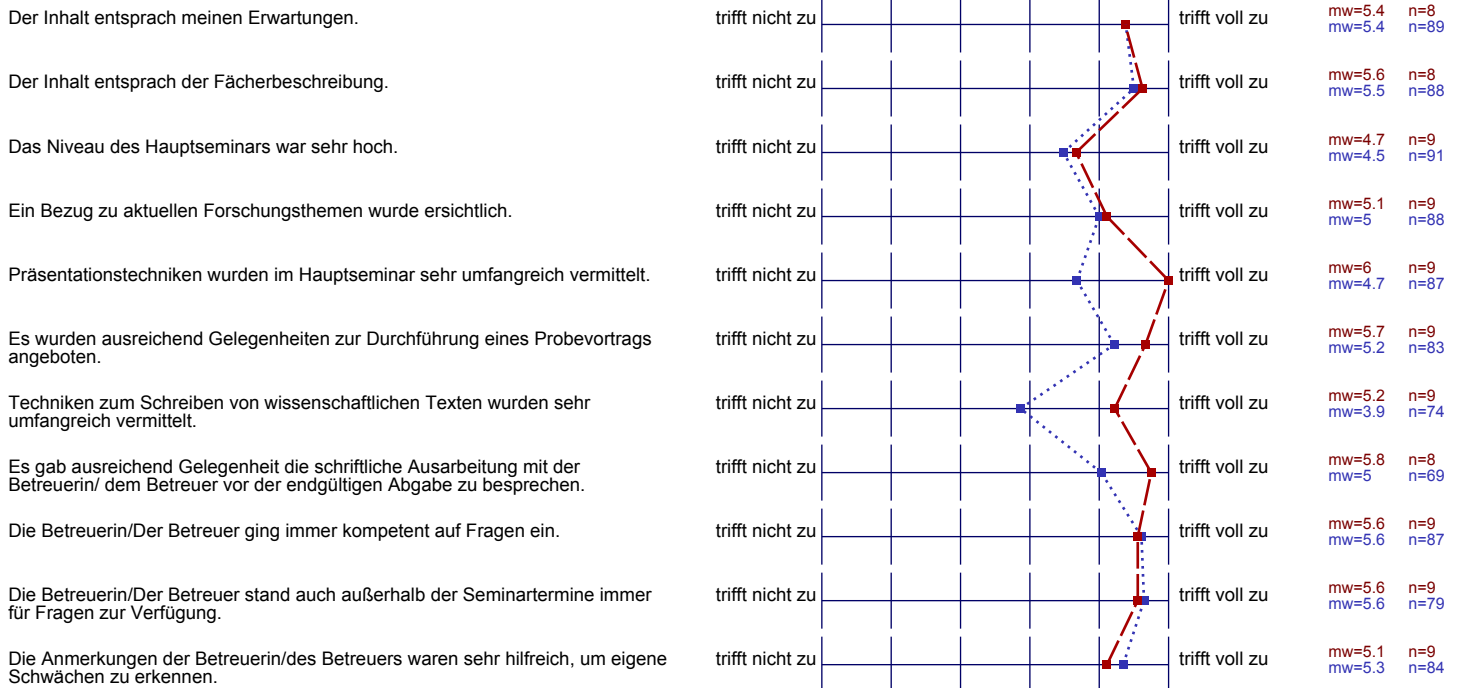 Der Inhalt entsprach meinen Erwartungen. trifft nicht zu trifft voll zu mw=5.4 n=8
mw=5.4 n=89
Der Inhalt entsprach der Fächerbeschreibung. trifft nicht zu trifft voll zu mw=5.6 n=8
mw=5.5 n=88
Das Niveau des Hauptseminars war sehr hoch. trifft nicht zu trifft voll zu mw=4.7 n=9
mw=4.5 n=91
Ein Bezug zu aktuellen Forschungsthemen wurde ersichtlich. trifft nicht zu trifft voll zu mw=5.1 n=9
mw=5 n=88
Präsentationstechniken wurden im Hauptseminar sehr umfangreich vermittelt. trifft nicht zu trifft voll zu mw=6 n=9
mw=4.7 n=87
Es wurden ausreichend Gelegenheiten zur Durchführung eines Probevortrags trifft nicht zu trifft voll zu mw=5.7 n=9
angeboten. mw=5.2 n=83
Techniken zum Schreiben von wissenschaftlichen Texten wurden sehr trifft nicht zu trifft voll zu mw=5.2 n=9
umfangreich vermittelt. mw=3.9 n=74
Es gab ausreichend Gelegenheit die schriftliche Ausarbeitung mit der trifft nicht zu trifft voll zu mw=5.8 n=8
Betreuerin/ dem Betreuer vor der endgültigen Abgabe zu besprechen. mw=5 n=69
Die Betreuerin/Der Betreuer ging immer kompetent auf Fragen ein. trifft nicht zu trifft voll zu mw=5.6 n=9
mw=5.6 n=87
Die Betreuerin/Der Betreuer stand auch außerhalb der Seminartermine immer trifft nicht zu trifft voll zu mw=5.6 n=9
für Fragen zur Verfügung. mw=5.6 n=79
Die Anmerkungen der Betreuerin/des Betreuers waren sehr hilfreich, um eigene trifft nicht zu trifft voll zu mw=5.1 n=9
Schwächen zu erkennen. mw=5.3 n=84